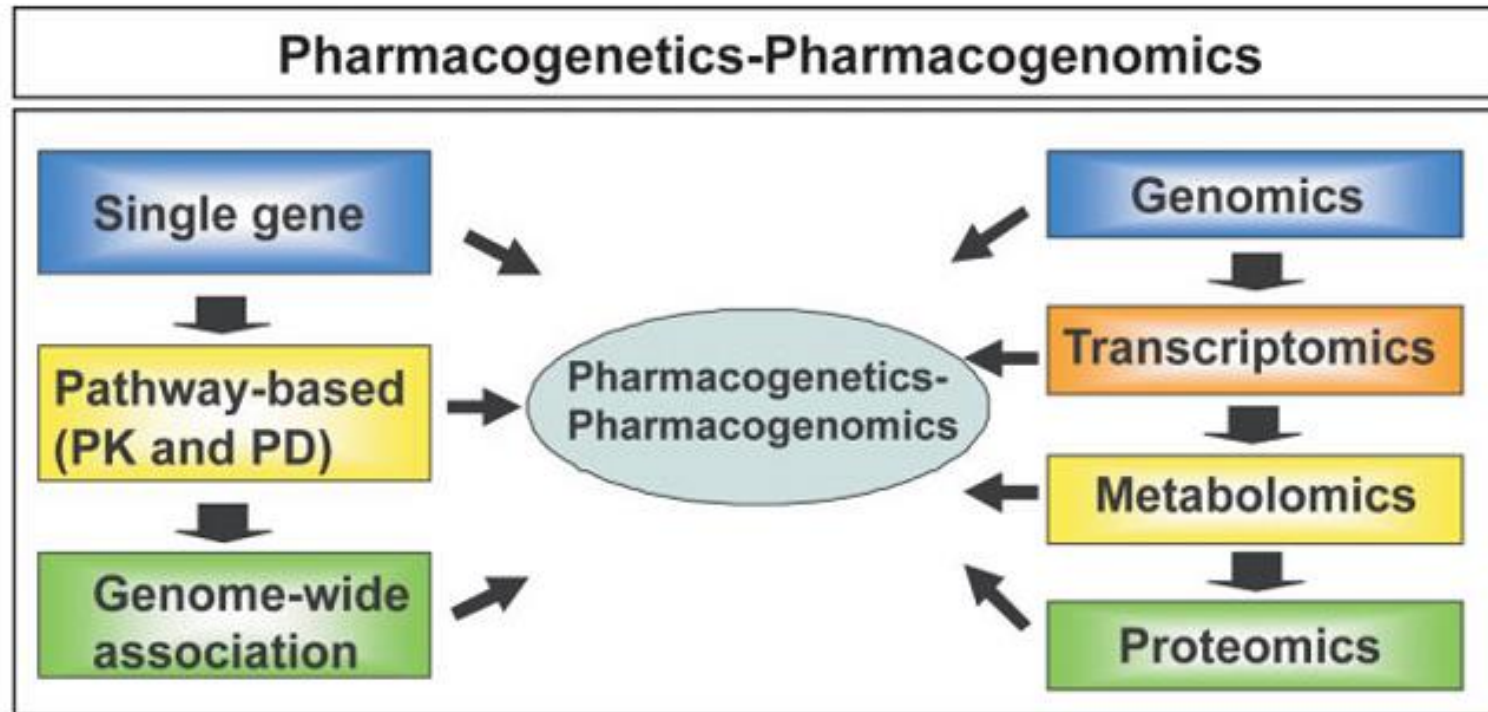 Pharmacogenetics-Pharmacogenomics
Single gene
Pathway-based
(PK and PD)
Genome-wide
association
Pharmacogenetics-
Pharmacogenomics
Genomics
Transcriptomics
Metabolomics
Proteomics